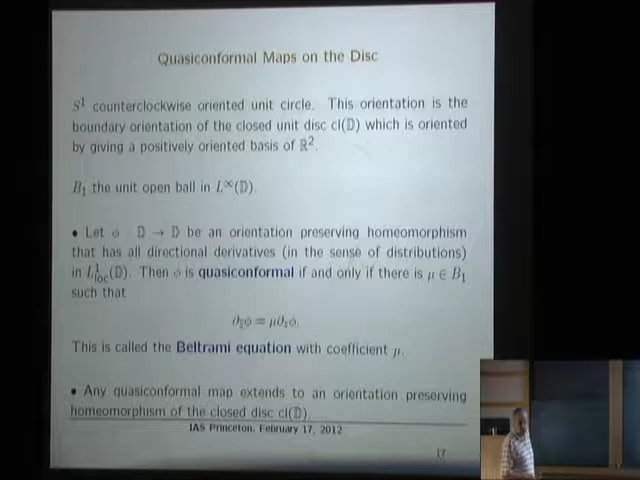 Quasiconformal Maps on the Disc
S¹ counterclockwise oriented unit circle. This orientation is the
boundary orientation of the closed unit disc cl(𝔻) which is oriented
by giving a positively oriented basis of ℝ².
B₁ the unit open ball in L^∞(𝔻).
• Let ϕ 𝔻 → 𝔻 be an orientation preserving homeomorphism
that has all directional derivatives (in the sense of distributions)
in L¹_loc(𝔻). Then ϕ is quasiconformal if and only if there is μ ∈ B₁
such that
∂_z̄ϕ = μ∂_zϕ.
This is called the Beltrami equation with coefficient μ.
• Any quasiconformal map extends to an orientation preserving
homeomorphism of the closed disc cl(𝔻)
IAS Princeton, February 17, 2012
17